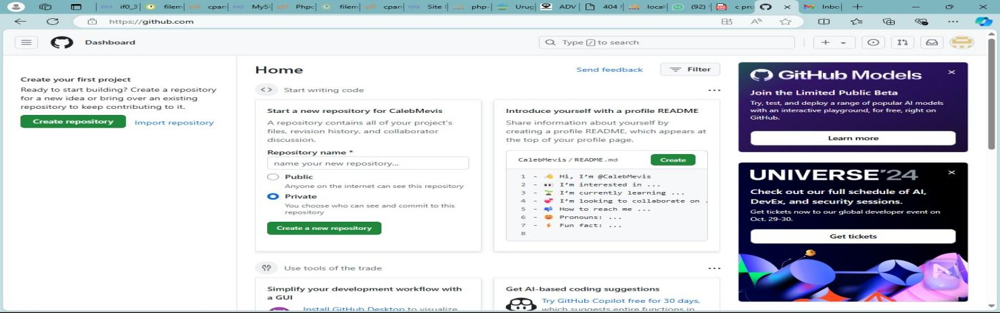 if0_3
filem
cpan
MyS
Phpc
filem
cpan
Site
php-
Urug
ADV
404
local
(92)
c pro
Inbo
https://github.com
Dashboard
Type / to search
Create your first project
Ready to start building? Create a repository
for a new idea or bring over an existing
repository to keep contributing to it.
Create repository
Import repository
Home
Send feedback
Filter
Start writing code
Start a new repository for CalebMevis
A repository contains all of your project's
files, revision history, and collaborator
discussion.
Repository name *
name your new repository...
Public
Anyone on the internet can see this repository
Private
You choose who can see and commit to this
repository
Create a new repository
Introduce yourself with a profile README
Share information about yourself by
creating a profile README, which appears at
the top of your profile page.
CalebMevis / README.md
Create
1 - 👋 Hi, I'm @CalebMevis
2 - 👀 I'm interested in ...
3 - 🌱 I'm currently learning ...
4 - 💞️ I'm looking to collaborate on .
5 - 📫 How to reach me ...
6 - 😄 Pronouns: ...
7 - ⚡ Fun fact: ...
8
Use tools of the trade
Simplify your development workflow with
a GUI
Install GitHub Desktop to visualize
Get AI-based coding suggestions
Try GitHub Copilot free for 30 days,
which suggests entire functions in
GitHub Models
Join the Limited Public Beta
Try, test, and deploy a range of popular AI models
with an interactive playground, for free, right on
GitHub.
Learn more
UNIVERSE'24
Check out our full schedule of AI,
DevEx, and security sessions.
Get tickets now to our global developer event on
Oct. 29-30.
Get tickets